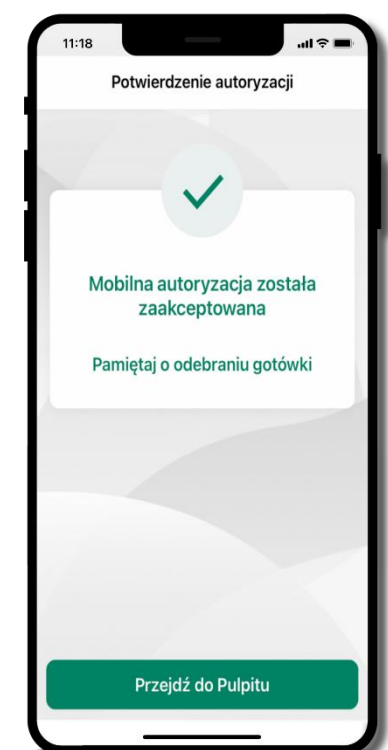 11:18
Potwierdzenie autoryzacji
Mobilna autoryzacja została
zaakceptowana
Pamiętaj o odebraniu gotówki
Przejdź do Pulpitu